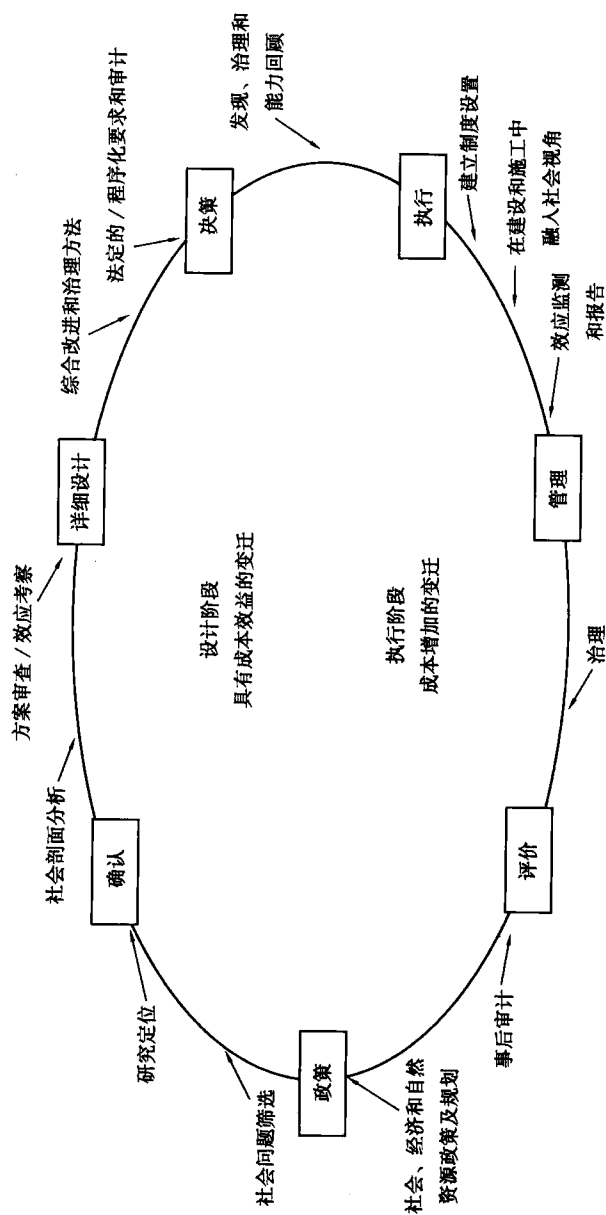 社会、经济和自然
资源政策及规划
政策
社会问题筛选
研究定位
确认
社会剖面分析
方案审查/效应考察
详细设计
综合改进和治理方法
法定的/程序化要求和审计
决策
发现、治理和
能力回顾
执行
建立制度设置
在建设和施工中
融入社会视角
效应监测
和报告
管理
治理
评价
事后审计
设计阶段
具有成本效益的变迁
执行阶段
成本增加的变迁